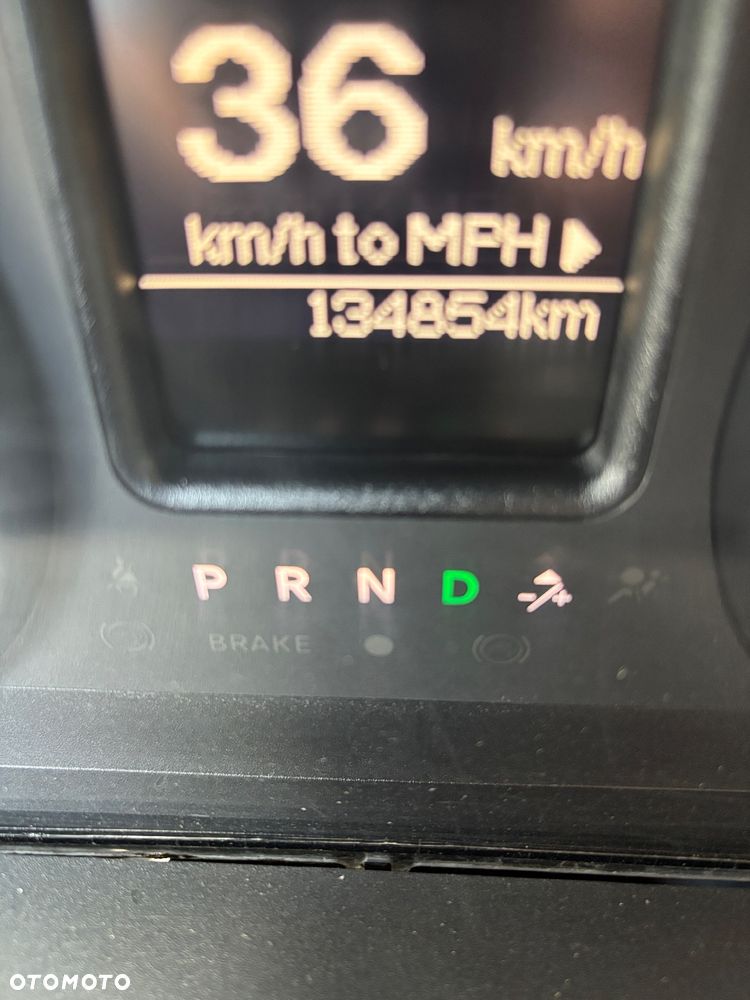 36 km/h
km/h to MPH
134854km
P R N D
BRAKE
OTOMOTO